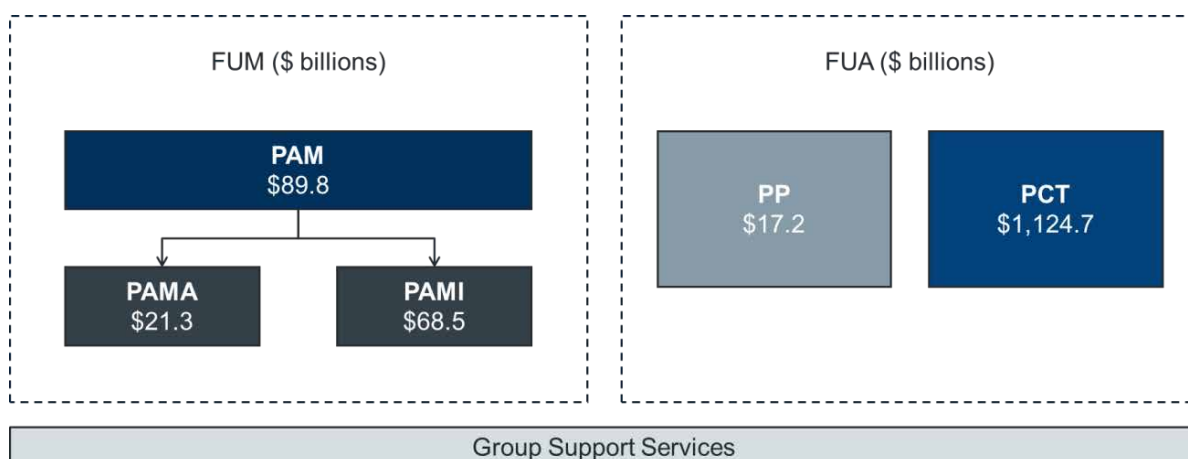 FUM ($ billions)
PAM
$89.8
PAMA
$21.3
PAMI
$68.5
FUA ($ billions)
PP
$17.2
PCT
$1,124.7
Group Support Services